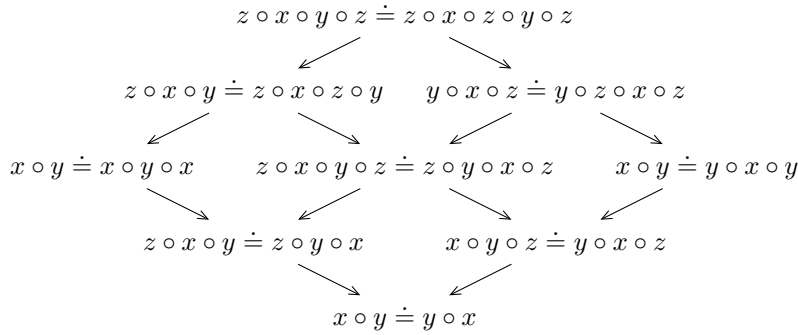 z ∘ x ∘ y ∘ z ≐ z ∘ x ∘ z ∘ y ∘ z
z ∘ x ∘ y ≐ z ∘ x ∘ z ∘ y y ∘ x ∘ z ≐ y ∘ z ∘ x ∘ z
x ∘ y ≐ x ∘ y ∘ x z ∘ x ∘ y ∘ z ≐ z ∘ y ∘ x ∘ z x ∘ y ≐ y ∘ x ∘ y
z ∘ x ∘ y ≐ z ∘ y ∘ x x ∘ y ∘ z ≐ y ∘ x ∘ z
x ∘ y ≐ y ∘ x